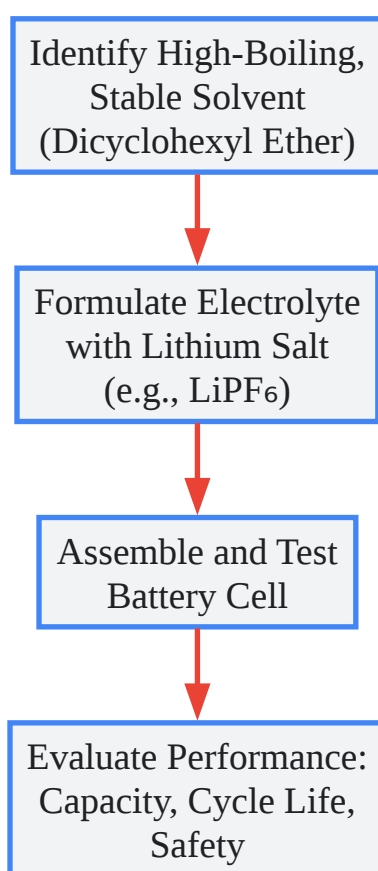 Identify High-Boiling,
Stable Solvent
(Dicyclohexyl Ether)
Formulate Electrolyte
with Lithium Salt
(e.g., LiPF₆)
Assemble and Test
Battery Cell
Evaluate Performance:
Capacity, Cycle Life,
Safety